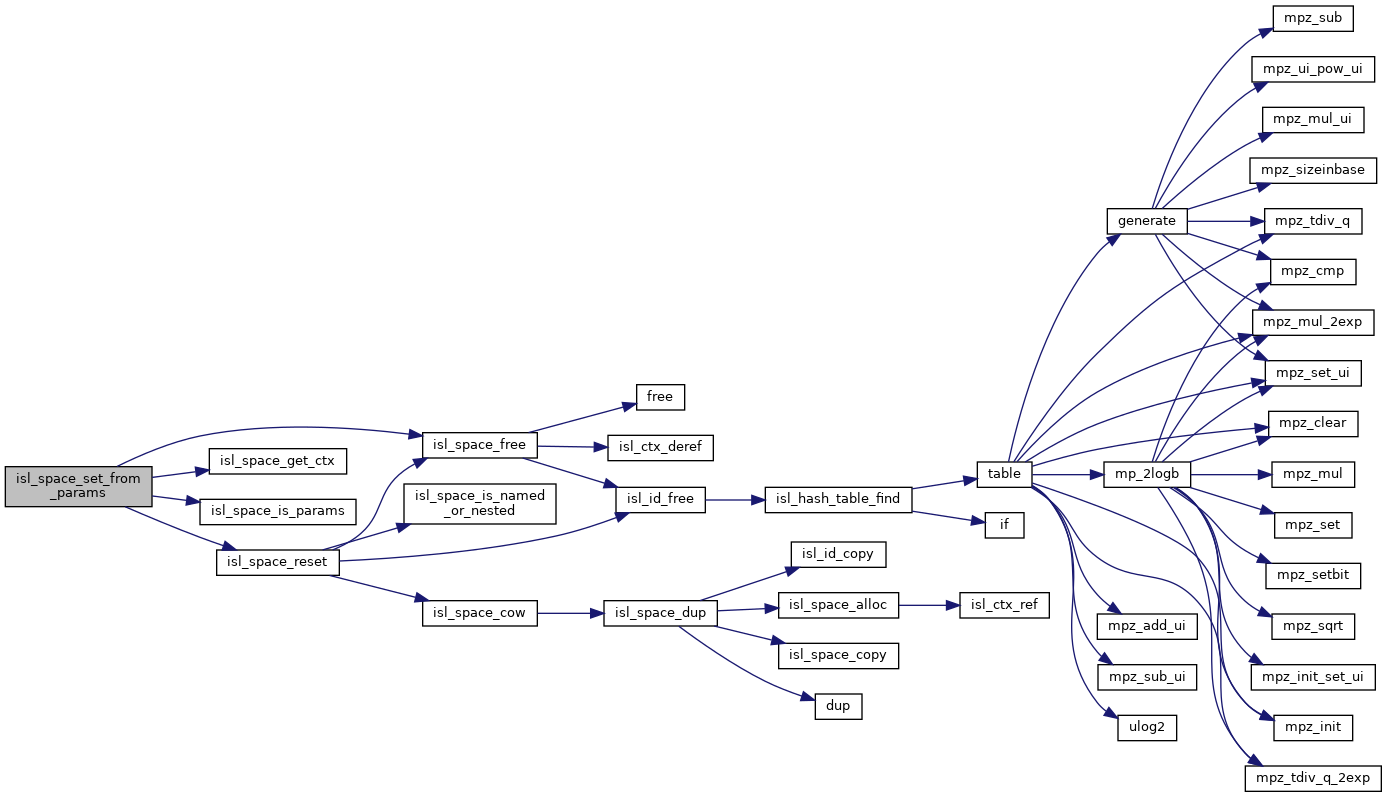 isl_space_set_from
_params
isl_space_free
isl_space_get_ctx
isl_space_is_params
isl_space_reset
free
isl_ctx_deref
isl_id_free
isl_space_is_named
_or_nested
isl_space_cow
isl_space_dup
isl_hash_table_find
isl_id_copy
isl_space_alloc
isl_space_copy
dup
isl_ctx_ref
table
if
generate
mp_2logb
mpz_add_ui
mpz_sub_ui
ulog2
mpz_sub
mpz_ui_pow_ui
mpz_mul_ui
mpz_sizeinbase
mpz_tdiv_q
mpz_cmp
mpz_mul_2exp
mpz_set_ui
mpz_clear
mpz_mul
mpz_set
mpz_setbit
mpz_sqrt
mpz_init_set_ui
mpz_init
mpz_tdiv_q_2exp